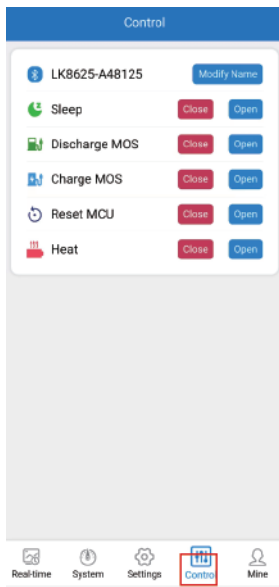 Control
LK8625-A48125 Modify Name
Sleep Close Open
Discharge MOS Close Open
Charge MOS Close Open
Reset MCU Close Open
Heat Close Open
Real-time System Settings Control Mine